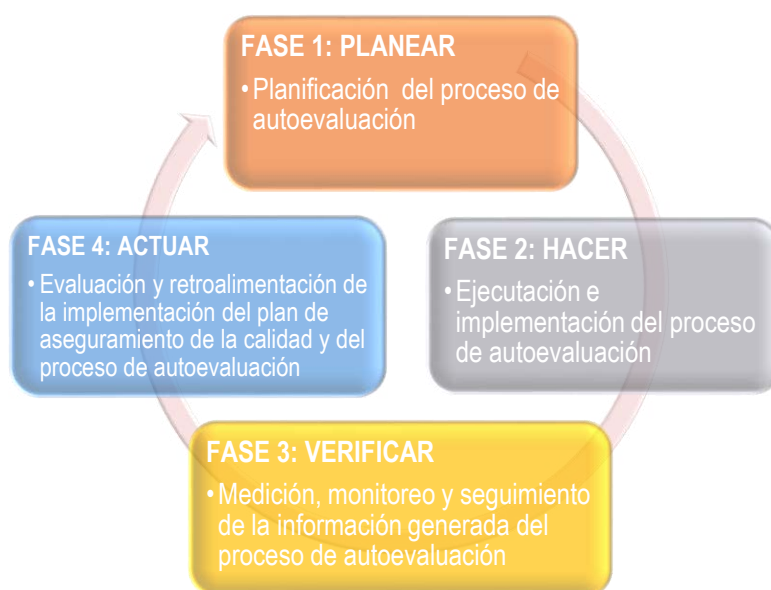 FASE 1: PLANEAR
• Planificación del proceso de
autoevaluación
FASE 2: HACER
• Ejecutación e
implementación del proceso
de autoevaluación
FASE 3: VERIFICAR
• Medición, monitoreo y seguimiento
de la información generada del
proceso de autoevaluación
FASE 4: ACTUAR
• Evaluación y retroalimentación de
la implementación del plan de
aseguramiento de la calidad y del
proceso de autoevaluación